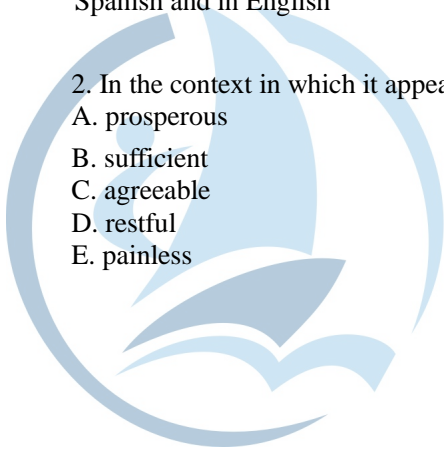 Spanish and in English
2. In the context in which it appea
A. prosperous
B. sufficient
C. agreeable
D. restful
E. painless